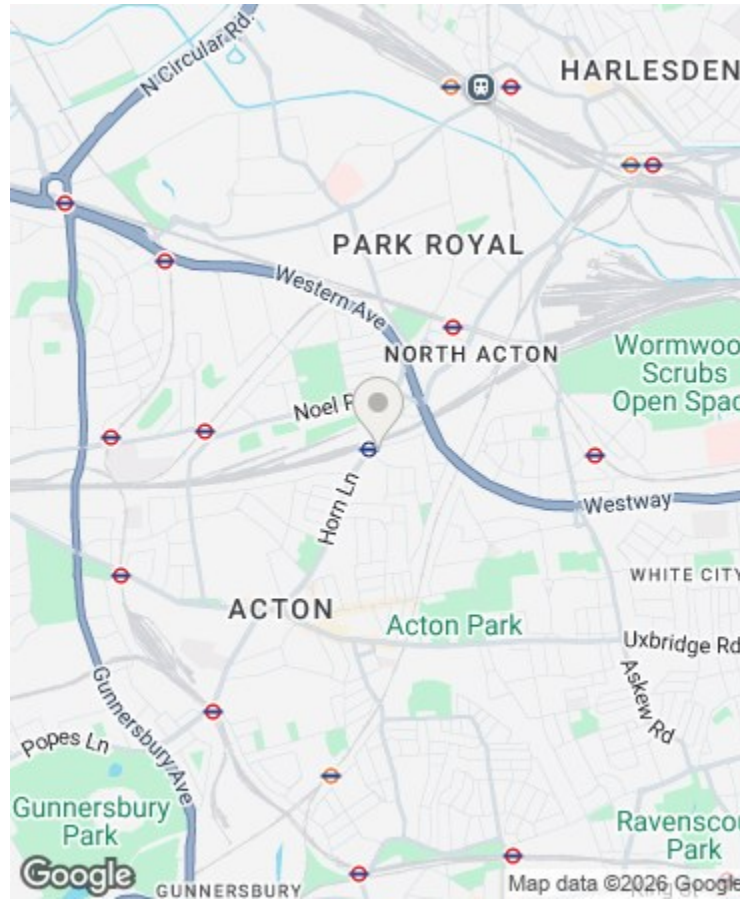 N Circular Rd.
HARLESDEN
PARK ROYAL
Western Ave
NORTH ACTON
Wormwoo
Scrubs
Open Spac
Noel
Horn Ln
Westway
WHITE CITY
ACTON
Acton Park
Uxbridge Rd
Askew Rd
Gunnersbury Ave
Popes Ln
Gunnersbury
Park
Ravenscou
Park
Google
GUNNERSBURY
Map data ©2026 Google